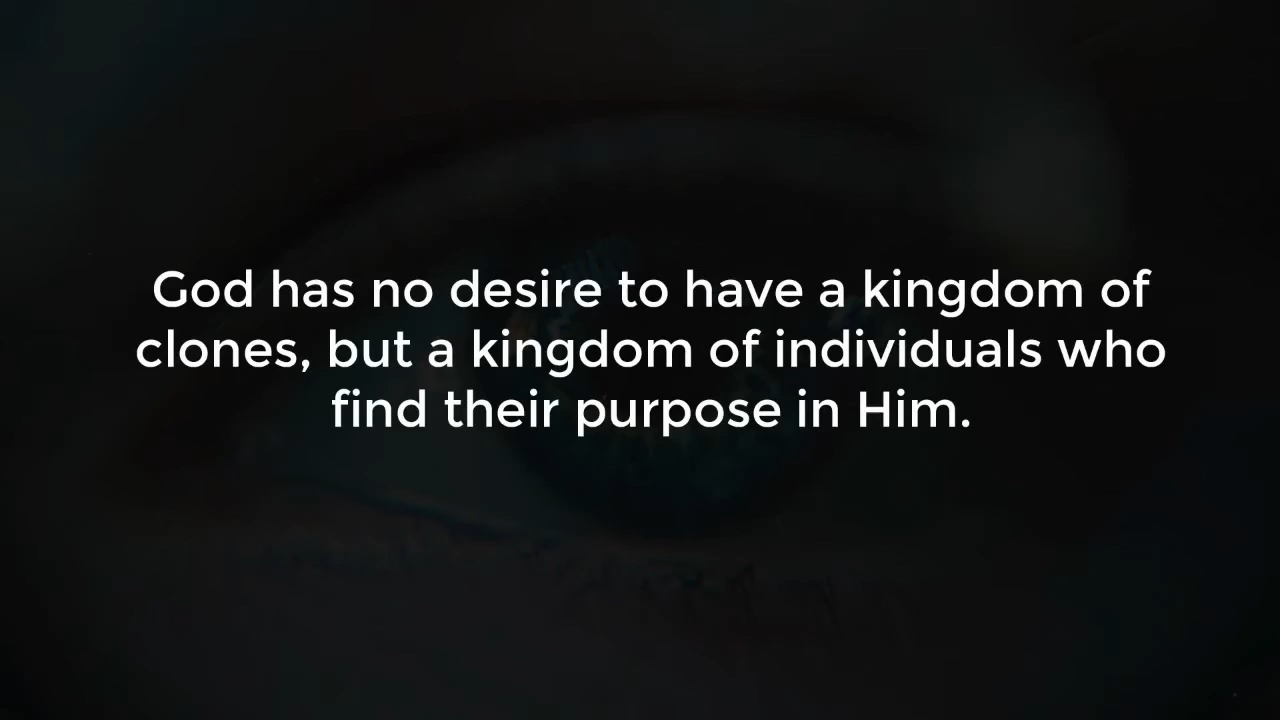 God has no desire to have a kingdom of
clones, but a kingdom of individuals who
find their purpose in Him.